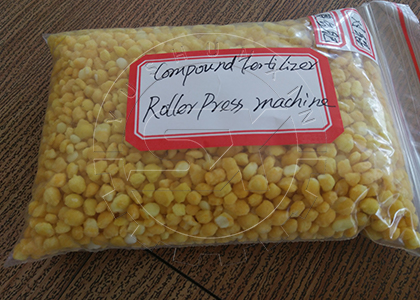 Compound fertilizer
Roller Press machine